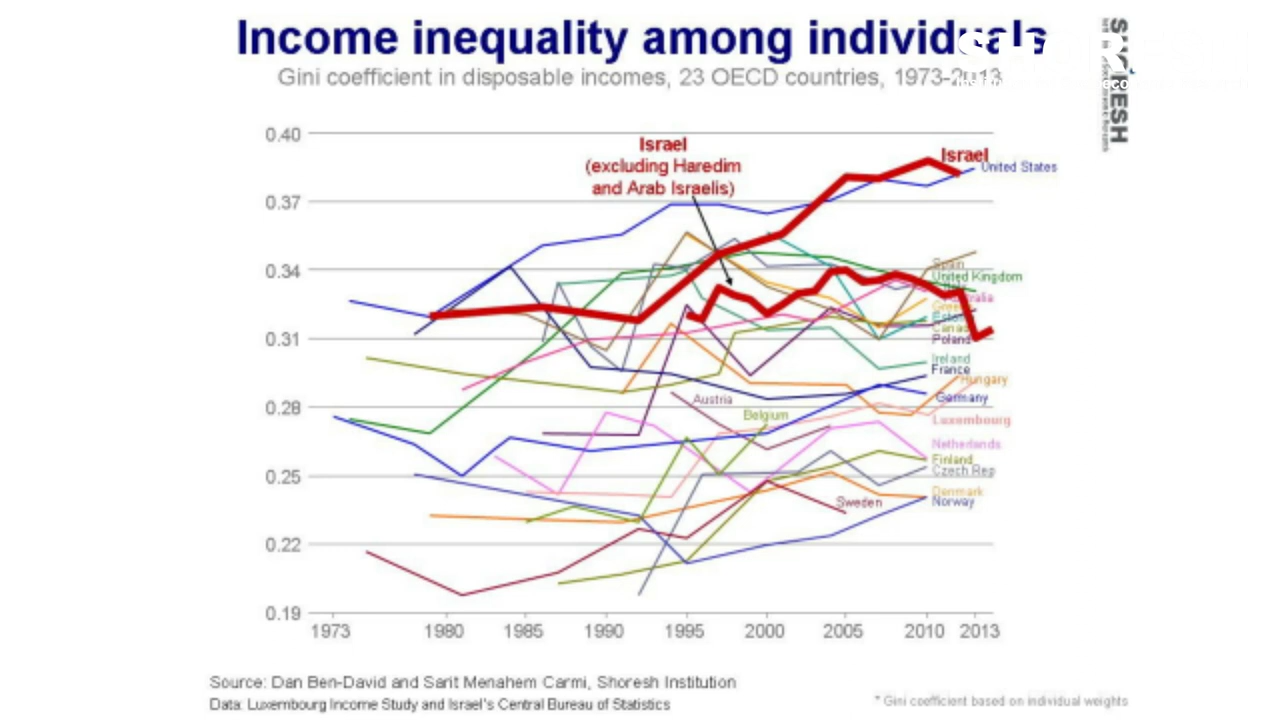 Income inequality among individuals
Gini coefficient in disposable incomes, 23 OECD countries, 1973-2013
SHORESH
0.40
Israel
(excluding Haredim
and Arab Israelis)
Israel
United States
0.37
0.34
Spain
United Kingdom
0.31
Poland
Ireland
France
Hungary
Austria
Germany
0.28
Belgium
Luxembourg
Netherlands
Finland
0.25
Czech Rep
Denmark
Sweden
Norway
0.22
0.19
1973 1980 1985 1990 1995 2000 2005 2010 2013
Source: Dan Ben-David and Sarit Menahem Carmi, Shoresh Institution
Data: Luxembourg Income Study and Israel's Central Bureau of Statistics
* Gini coefficient based on individual weights